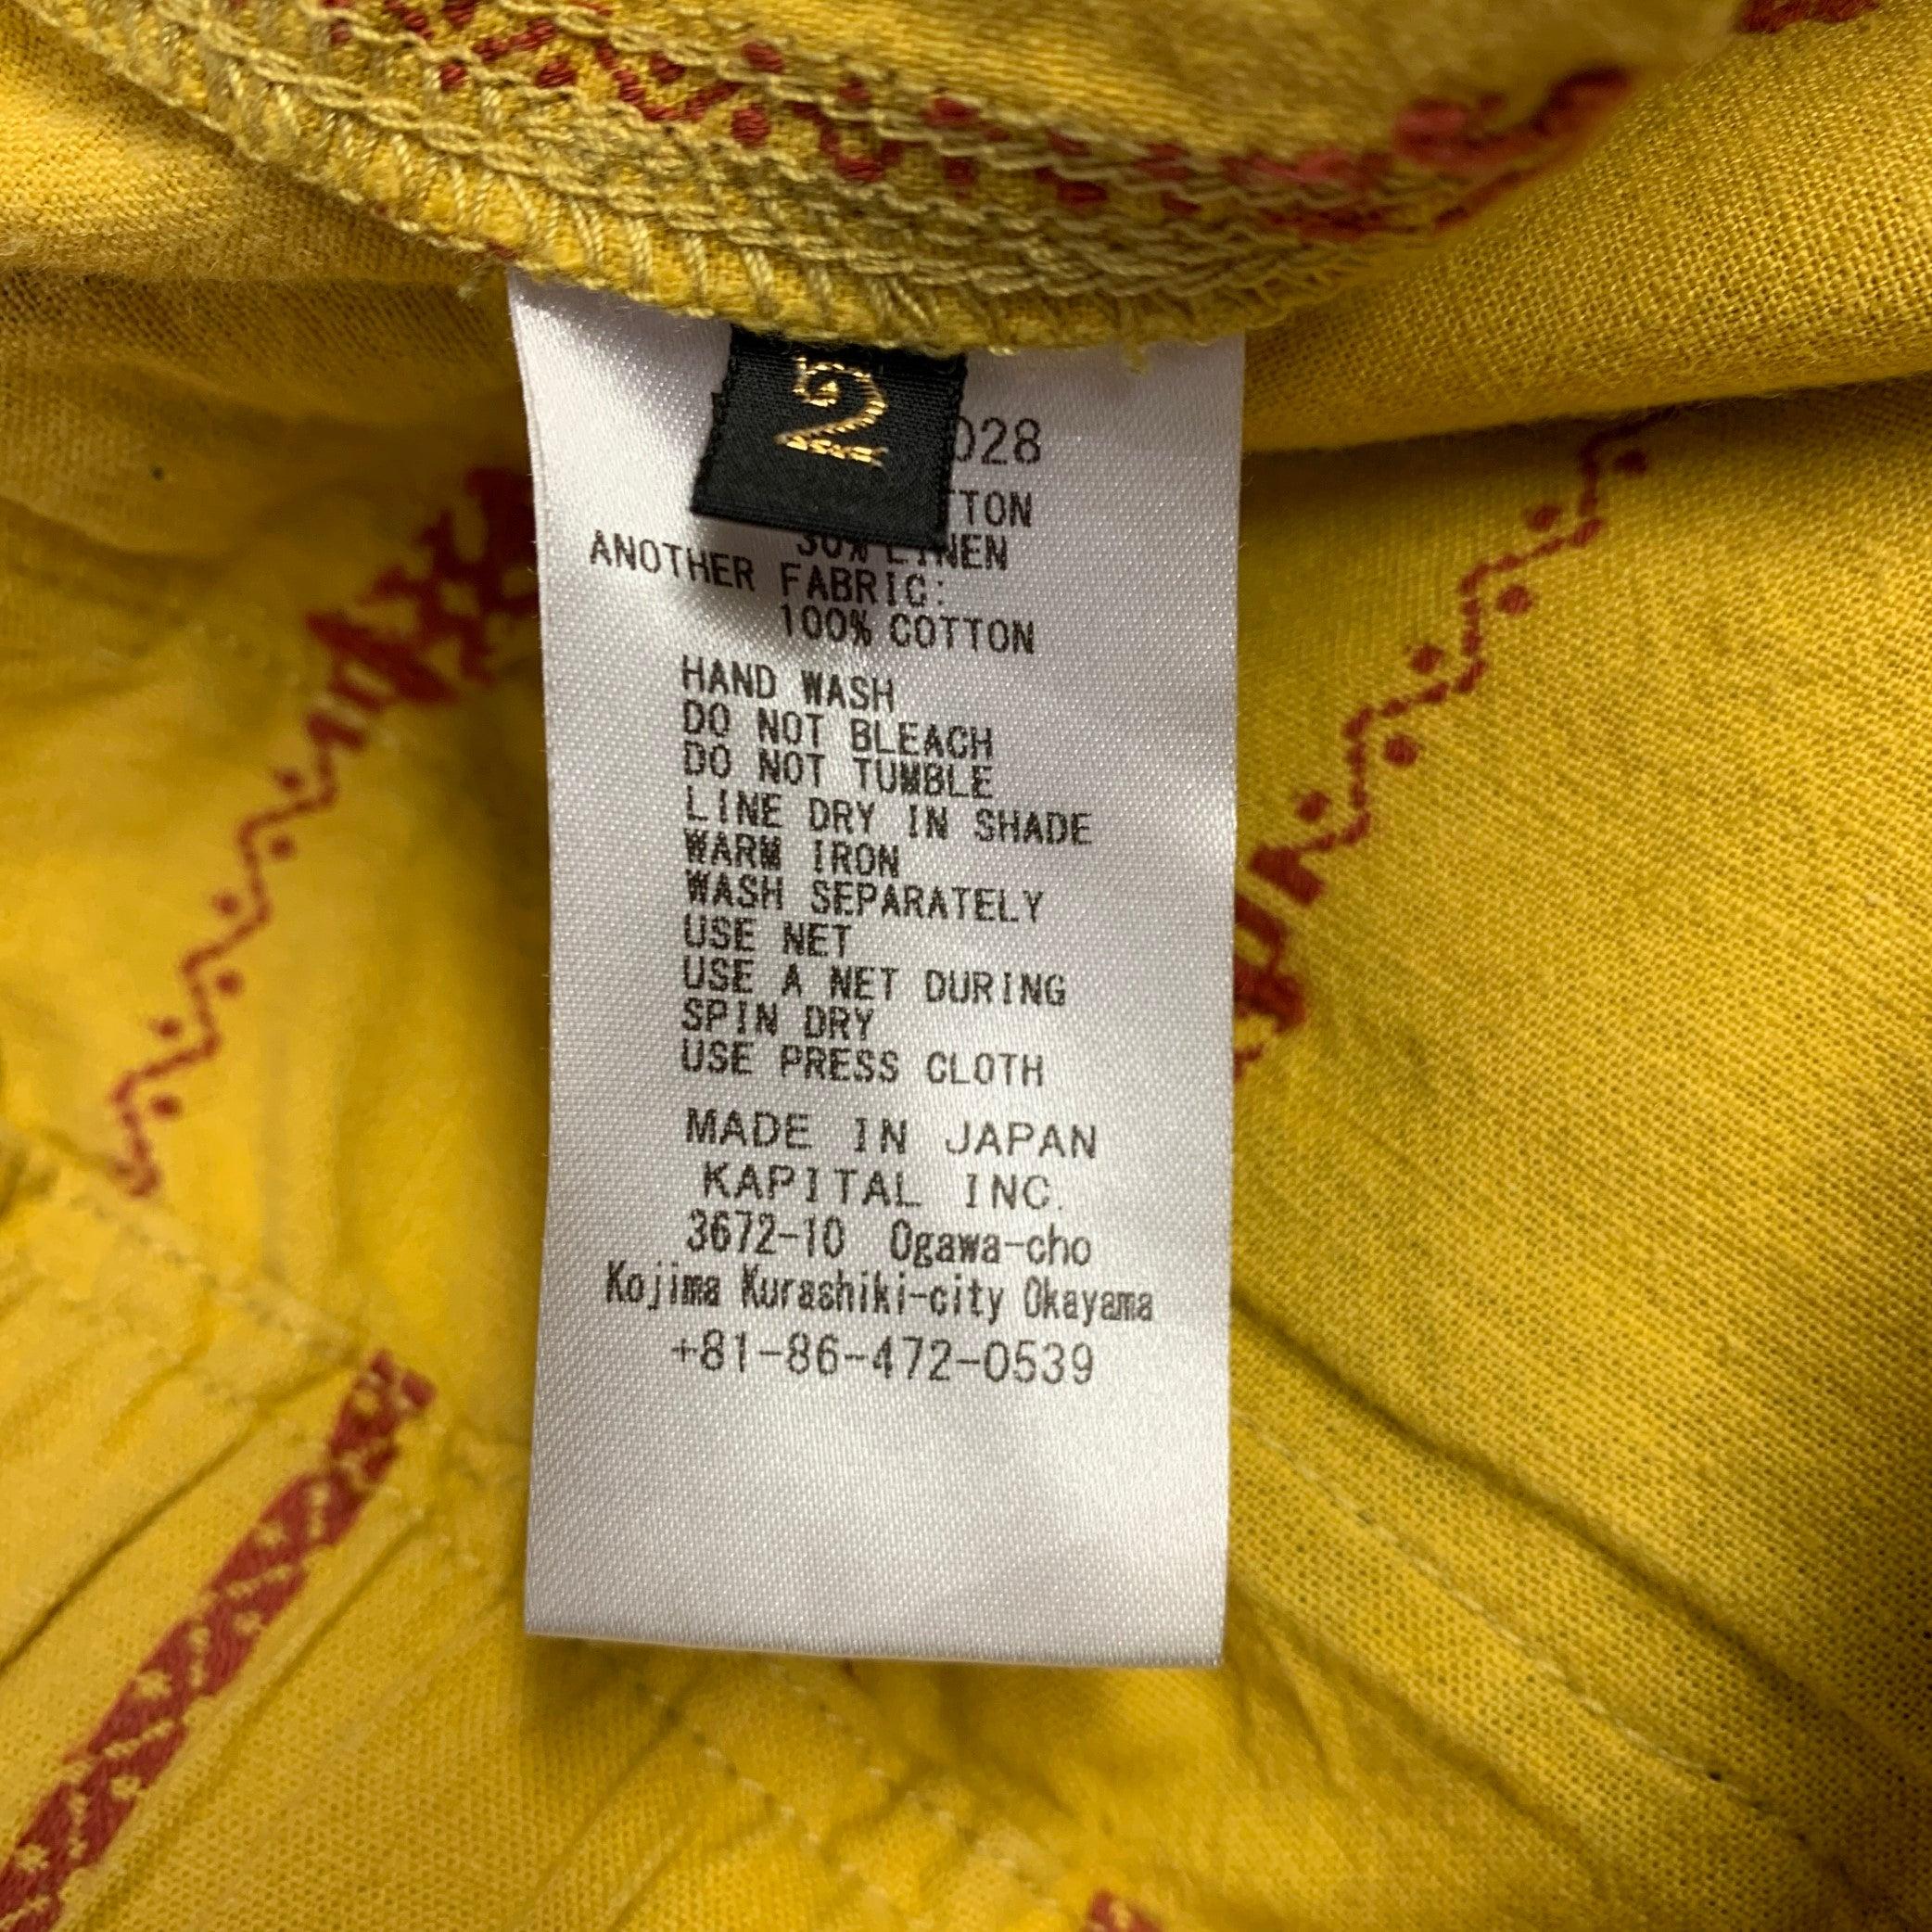 2
028
TTON
30% LINEN
ANOTHER FABRIC:
100% COTTON
HAND WASH
DO NOT BLEACH
DO NOT TUMBLE
LINE DRY IN SHADE
WARM IRON
WASH SEPARATELY
USE NET
USE A NET DURING
SPIN DRY
USE PRESS CLOTH
MADE IN JAPAN
KAPITAL INC.
3672-10 Ogawa-cho
Kojima Kurashiki-city Okayama
+81-86-472-0539